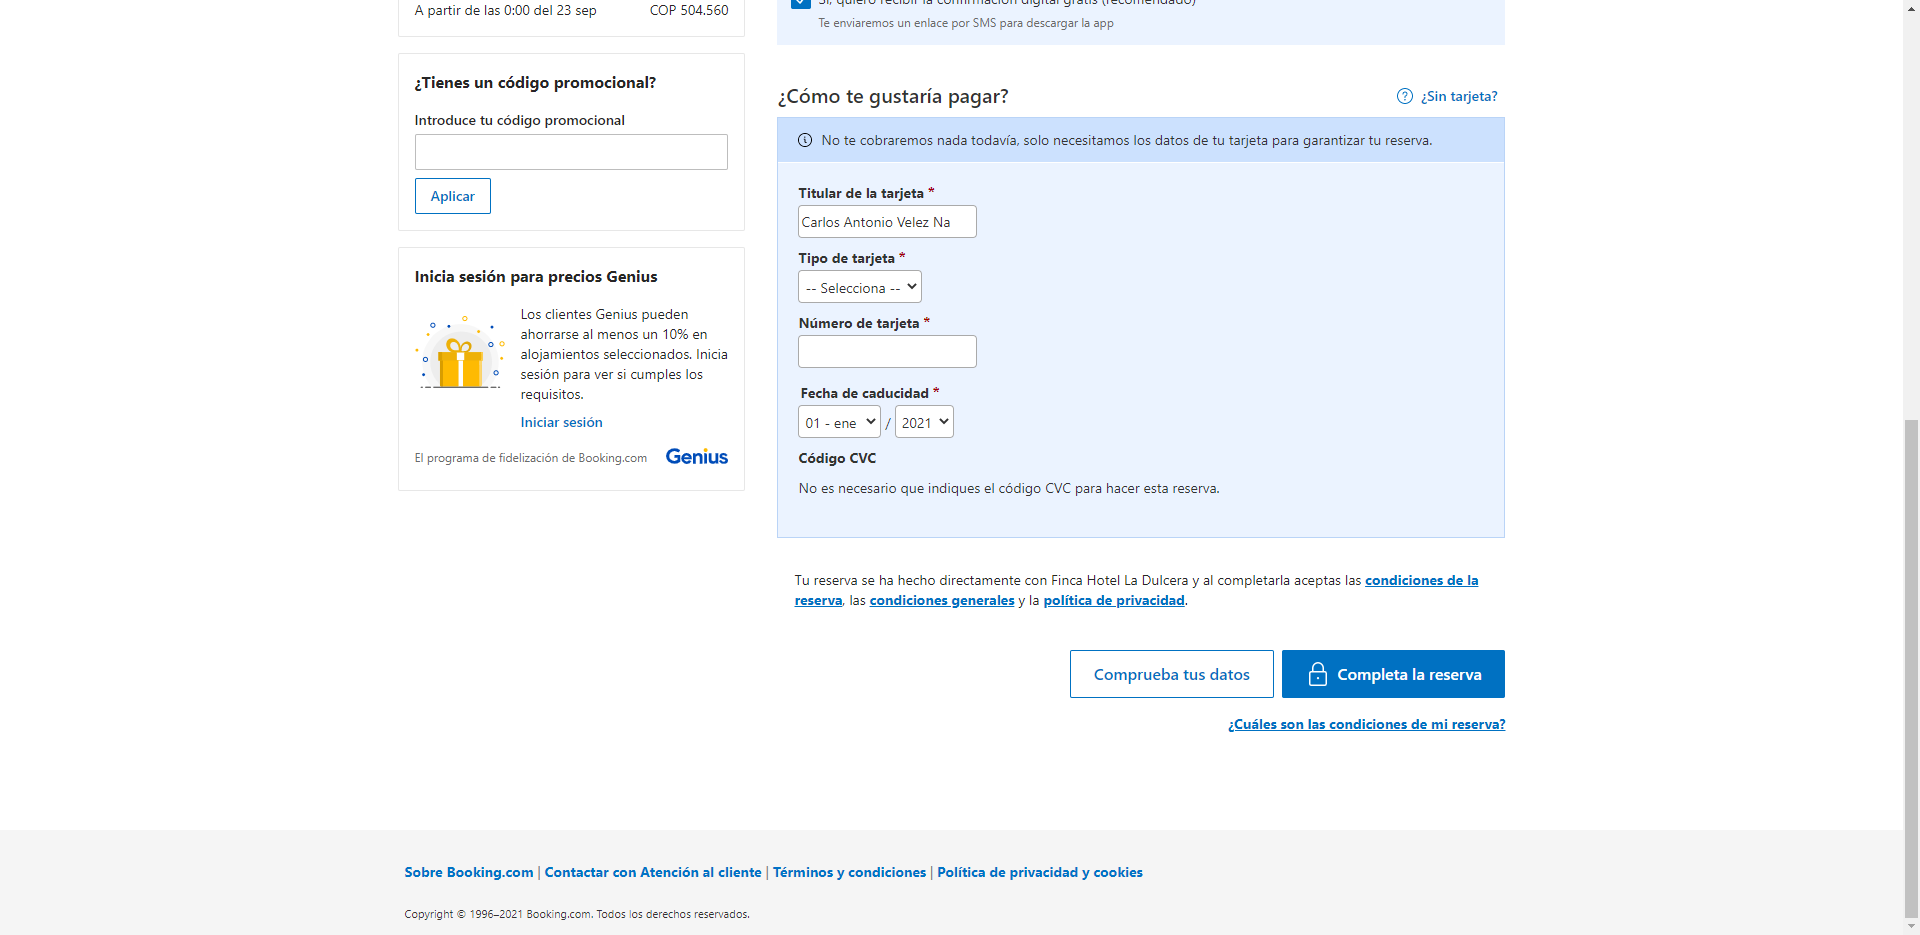 A partir de las 0:00 del 23 sep COP 504.560
¿Tienes un código promocional?
Introduce tu código promocional
Aplicar
Inicia sesión para precios Genius
Los clientes Genius pueden
ahorrarse al menos un 10% en
alojamientos seleccionados. Inicia
sesión para ver si cumples los
requisitos.
Iniciar sesión
El programa de fidelización de Booking.com Genius
Sí, quiero recibir la confirmación digital gratis (recomendado)
Te enviaremos un enlace por SMS para descargar la app
¿Cómo te gustaría pagar?
¿Sin tarjeta?
No te cobraremos nada todavía, solo necesitamos los datos de tu tarjeta para garantizar tu reserva.
Titular de la tarjeta *
Carlos Antonio Velez Na
Tipo de tarjeta *
-- Selecciona --
Número de tarjeta *
Fecha de caducidad *
01 - ene / 2021
Código CVC
No es necesario que indiques el código CVC para hacer esta reserva.
Tu reserva se ha hecho directamente con Finca Hotel La Dulcera y al completarla aceptas las condiciones de la
reserva, las condiciones generales y la política de privacidad.
Comprueba tus datos
Completa la reserva
¿Cuáles son las condiciones de mi reserva?
Sobre Booking.com | Contactar con Atención al cliente | Términos y condiciones | Política de privacidad y cookies
Copyright © 1996–2021 Booking.com. Todos los derechos reservados.